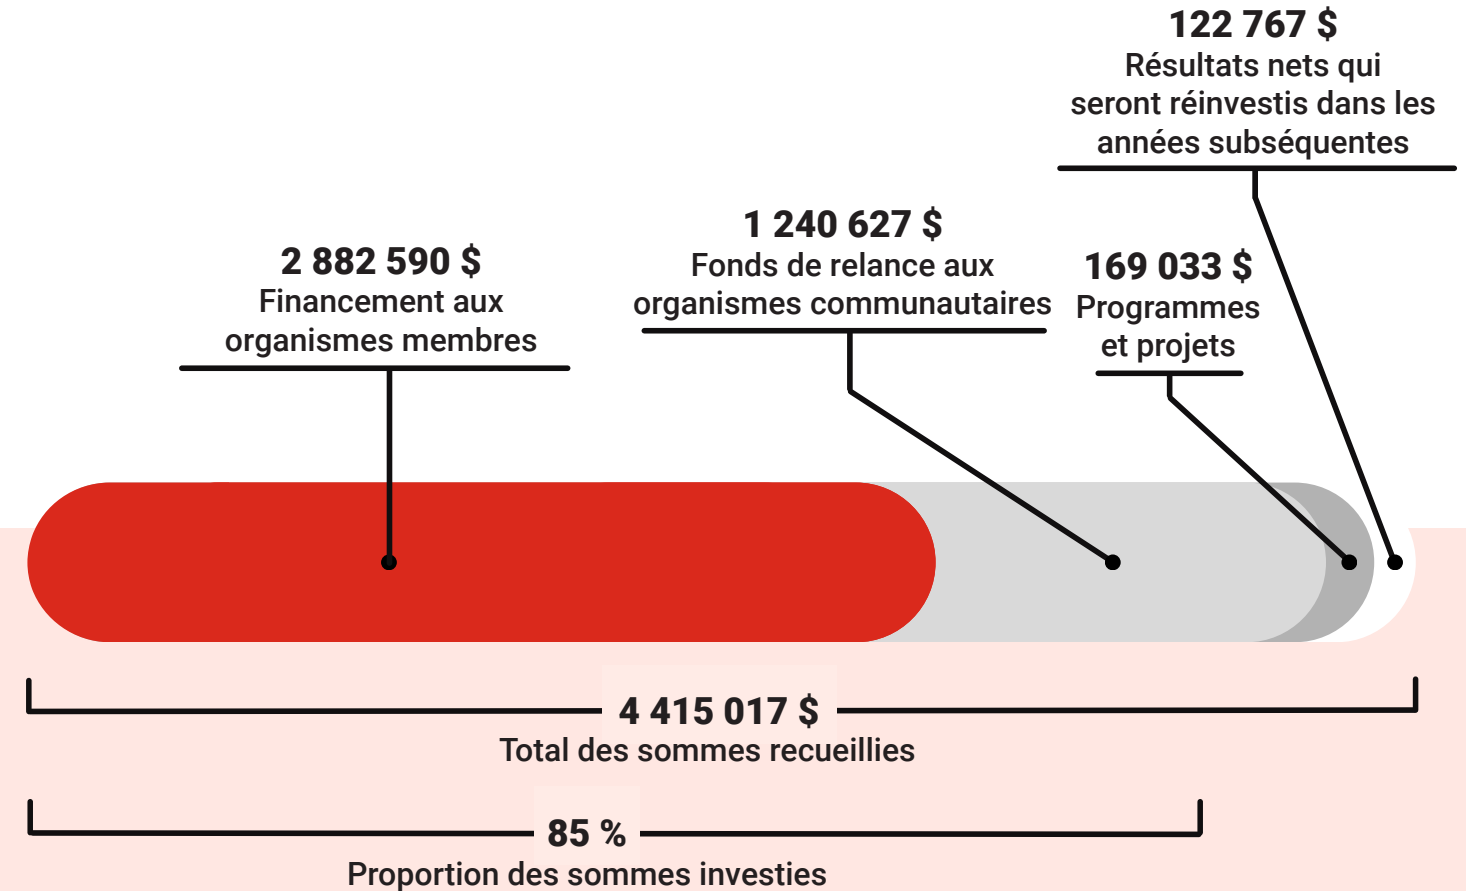 122 767 $
Résultats nets qui
seront réinvestis dans les
années subséquentes
1 240 627 $
Fonds de relance aux
organismes communautaires
2 882 590 $
Financement aux
organismes membres
169 033 $
Programmes
et projets
4 415 017 $
Total des sommes recueillies
85 %
Proportion des sommes investies